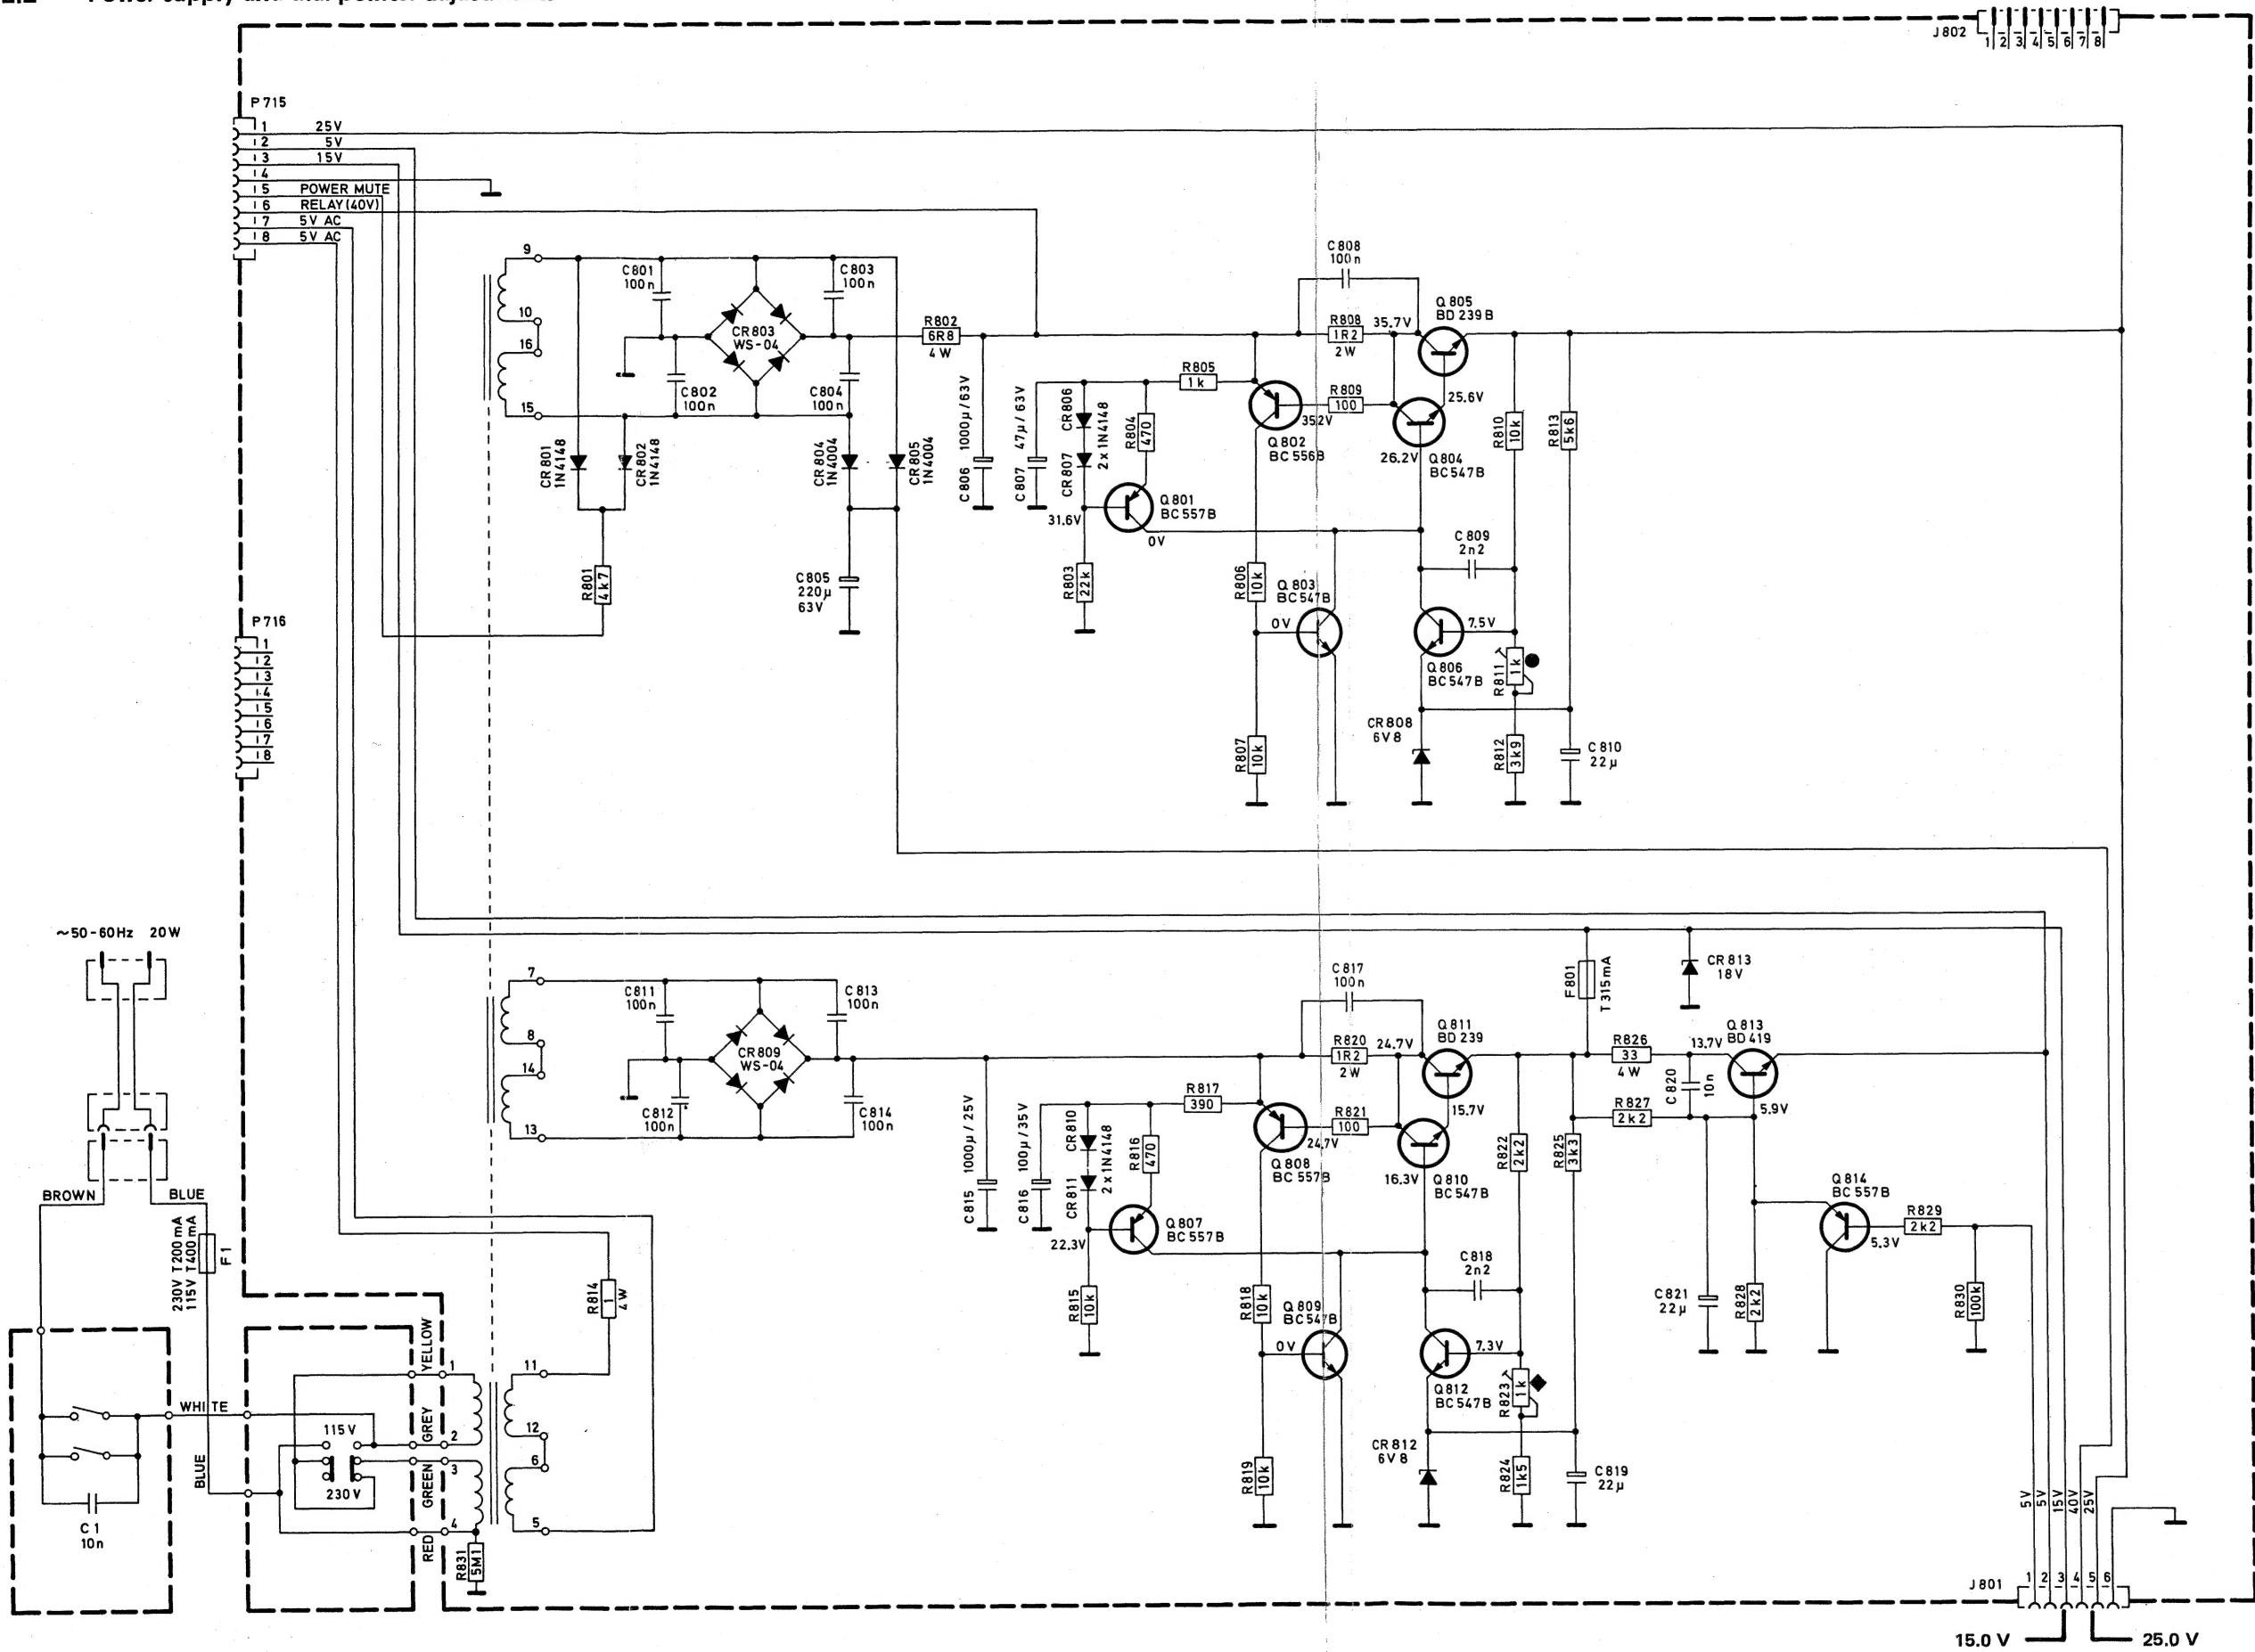 J802
1 2 3 4 5 6 7 8
P715
1 25V
2 5V
3 15V
4
5 POWER MUTE
6 RELAY(40V)
7 5V AC
8 5V AC
9
10
16
15
C801
100n
C803
100n
CR803
WS-04
C802
100n
C804
100n
R802
6R8
4W
CR801
1N4148
CR802
1N4148
CR804
1N4004
CR805
1N4004
R801
4k7
C805
220µ
63V
C806 1000µ/63V
C807 47µ/63V
CR806
CR807
2x1N4148
R804
470
R805
1k
Q801
BC557B
31.6V
0V
R803
22k
C808
100n
R808
1R2
2W
35.7V
Q805
BD239B
R809
100
35.2V
Q802
BC556B
25.6V
26.2V
Q804
BC547B
R810
10k
R813
5k6
C809
2n2
R806
10k
Q803
BC547B
0V
7.5V
Q806
BC547B
R811
1k
R807
10k
CR808
6V8
R812
3k9
C810
22µ
P716
1
2
3
4
5
6
7
8
~50-60Hz 20W
BROWN
BLUE
230V T200mA
115V T400mA
F1
7
8
14
13
C811
100n
C813
100n
CR809
WS-04
C812
100n
C814
100n
C815 1000µ/25V
C816 100µ/35V
CR810
CR811
2x1N4148
R816
470
R817
390
Q807
BC557B
22.3V
R815
10k
C817
100n
R820
1R2
2W
24.7V
Q811
BD239
R821
100
24.7V
Q808
BC557B
15.7V
16.3V
Q810
BC547B
R822
2k2
R825
3k3
C818
2n2
R818
10k
Q809
BC547B
0V
7.3V
Q812
BC547B
R823
1k
R819
10k
CR812
6V8
R824
1k5
C819
22µ
F801
T315mA
CR813
18V
R826
33
4W
13.7V
Q813
BD419
C820
10n
R827
2k2
5.9V
Q814
BC557B
R829
2k2
5.3V
C821
22µ
R828
2k2
R830
100k
R814
1
4W
WHITE
BLUE
C1
10n
115V
230V
YELLOW
GREY
GREEN
RED
1
2
3
4
11
12
6
5
R831
5M1
5V
5V
15V
40V
25V
J801
1 2 3 4 5 6
15.0 V
25.0 V